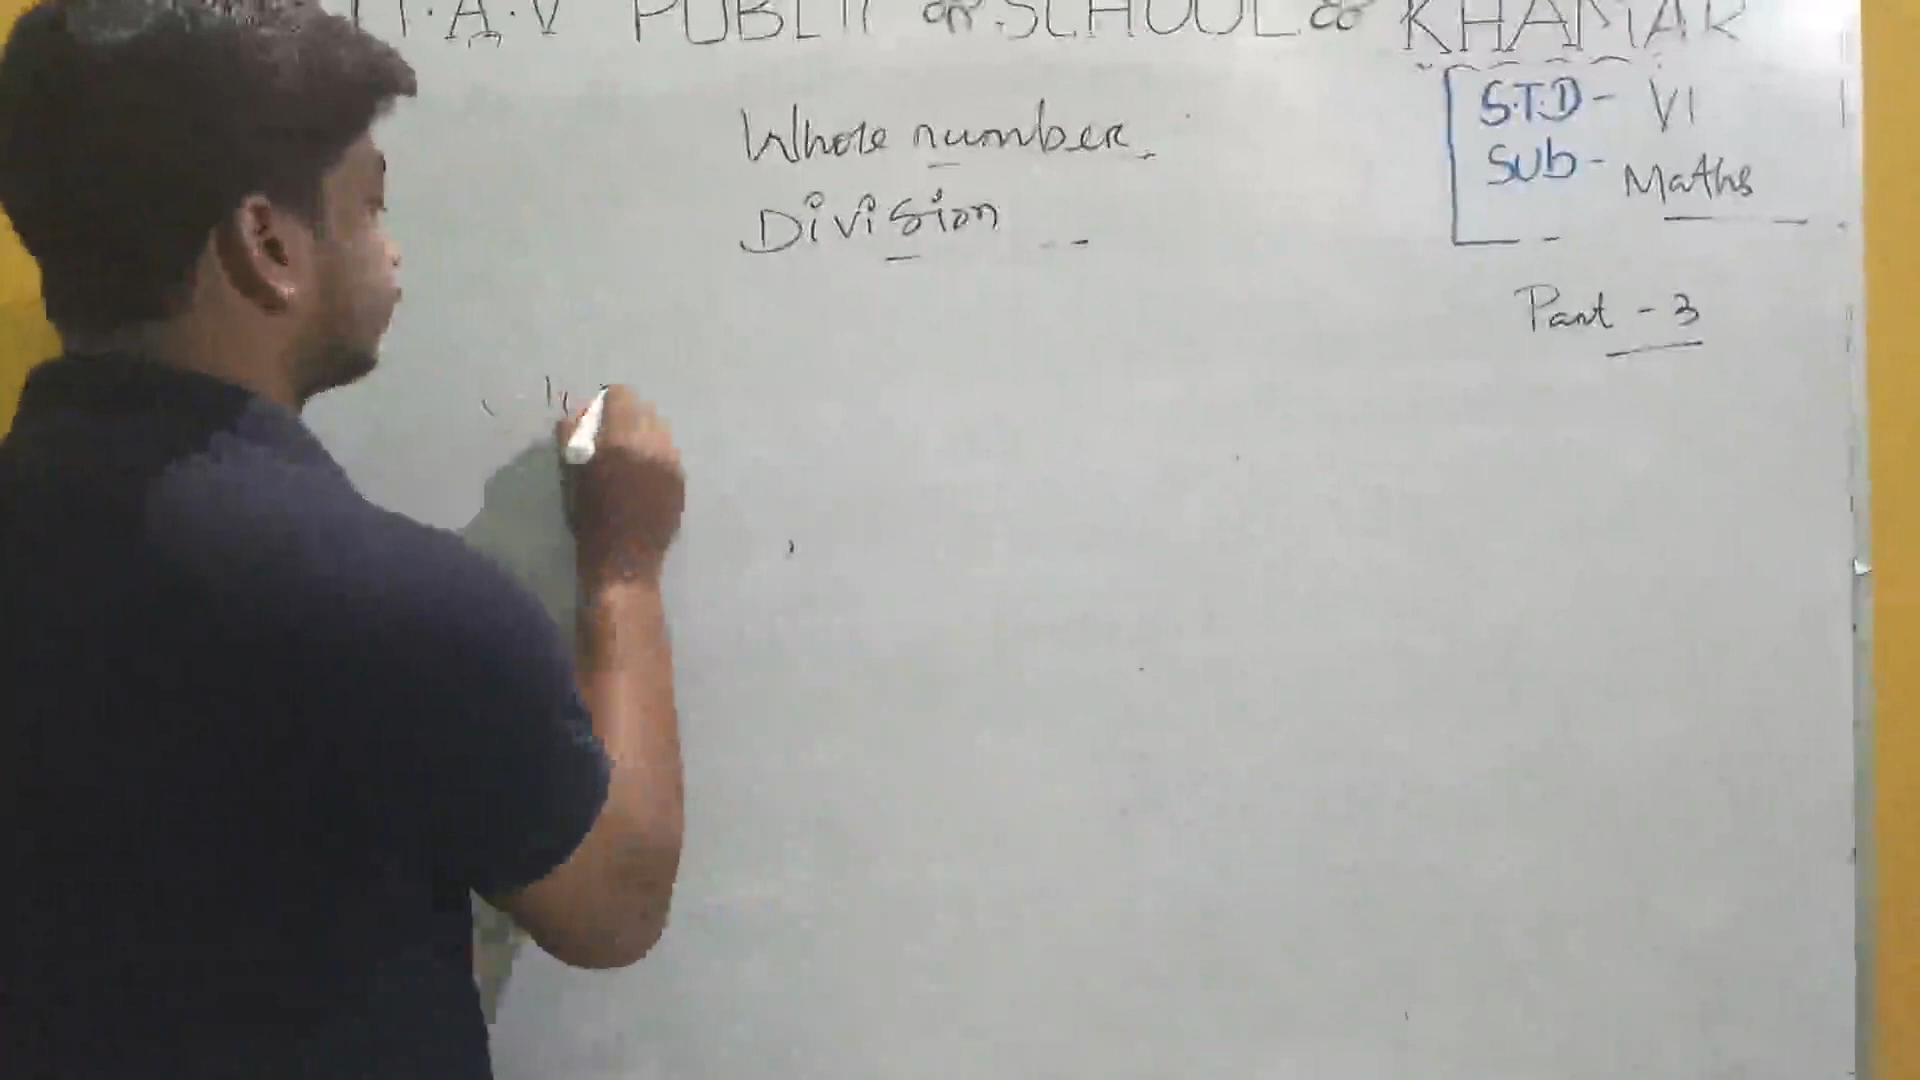 A.V PUBLIC SCHOOL KHAMAR
Whole number
Division
S.T.D - VI
Sub - Maths
Part - 3